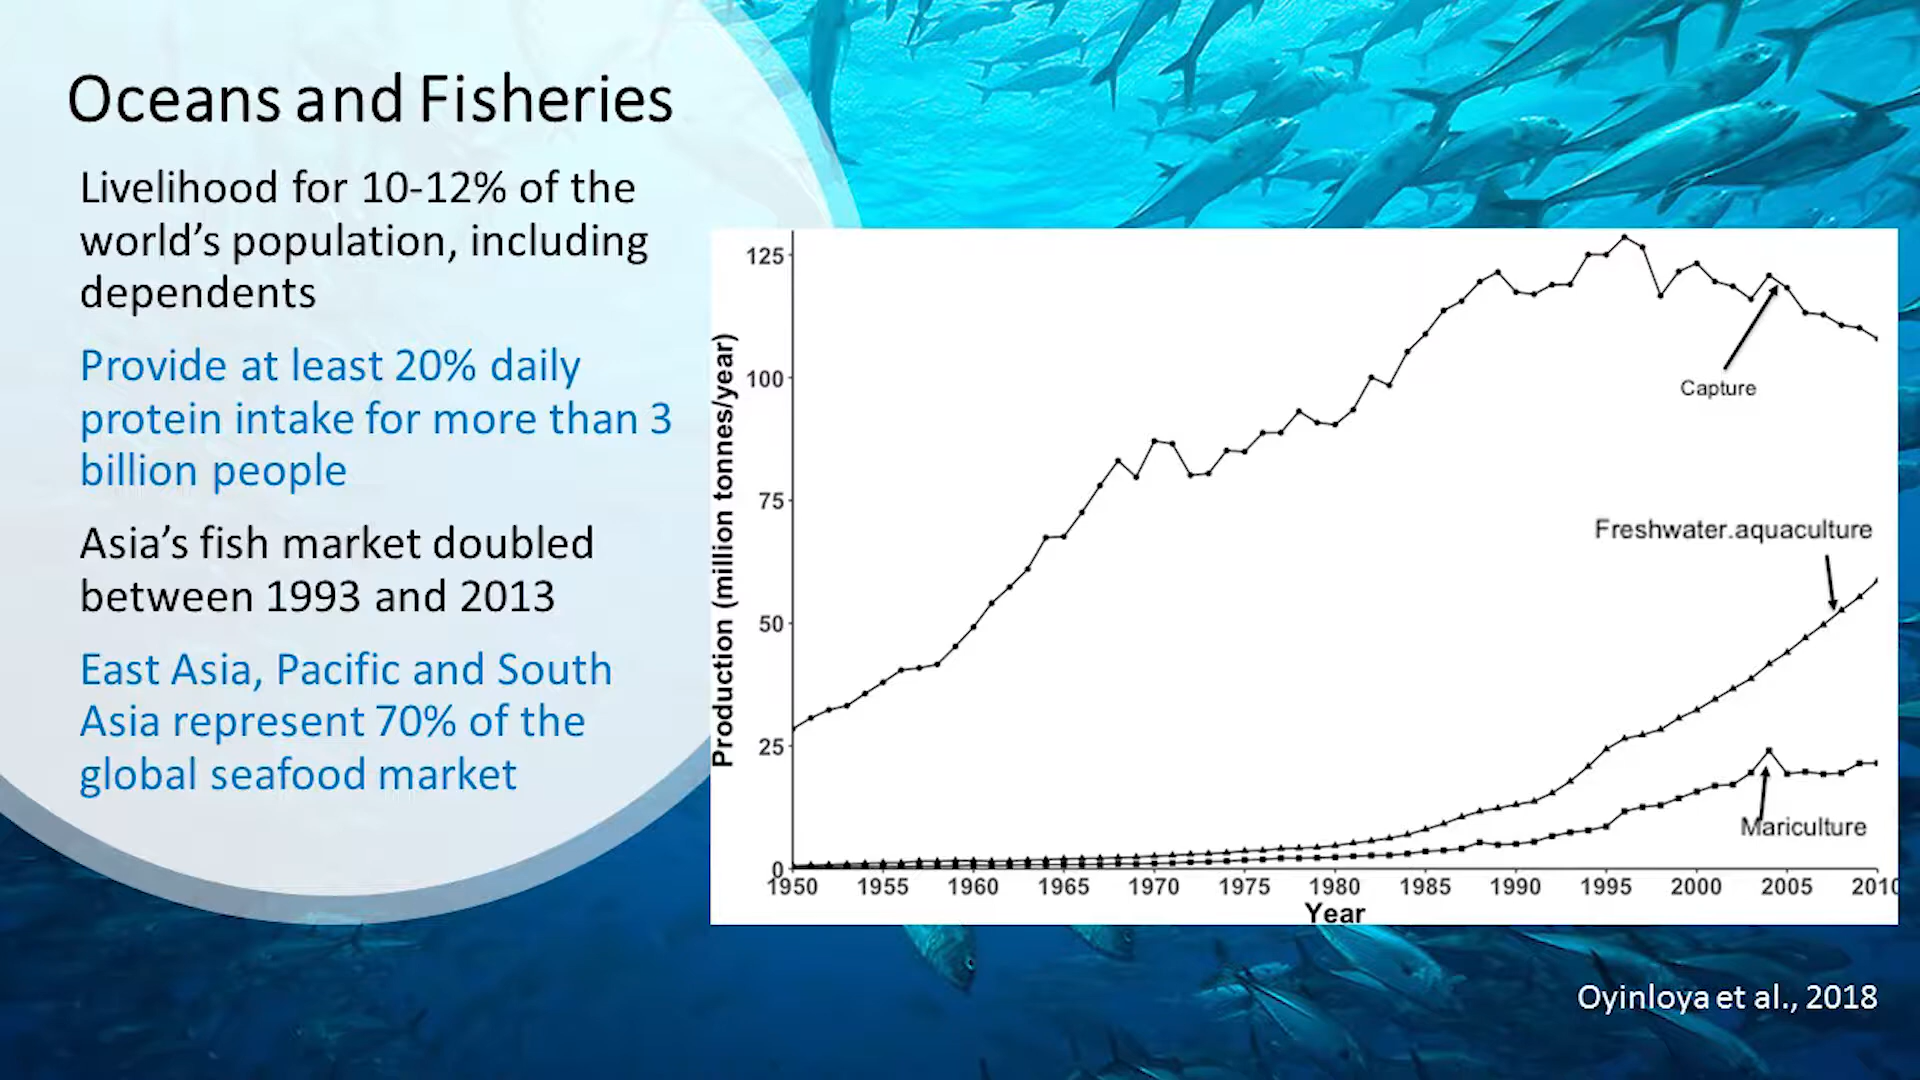 Oceans and Fisheries
Livelihood for 10-12% of the
world's population, including
dependents
Provide at least 20% daily
protein intake for more than 3
billion people
Asia's fish market doubled
between 1993 and 2013
East Asia, Pacific and South
Asia represent 70% of the
global seafood market
Production (million tonnes/year)
125
100
75
50
25
0
Capture
Freshwater.aquaculture
Mariculture
1950 1955 1960 1965 1970 1975 1980 1985 1990 1995 2000 2005 2010
Year
Oyinloya et al., 2018